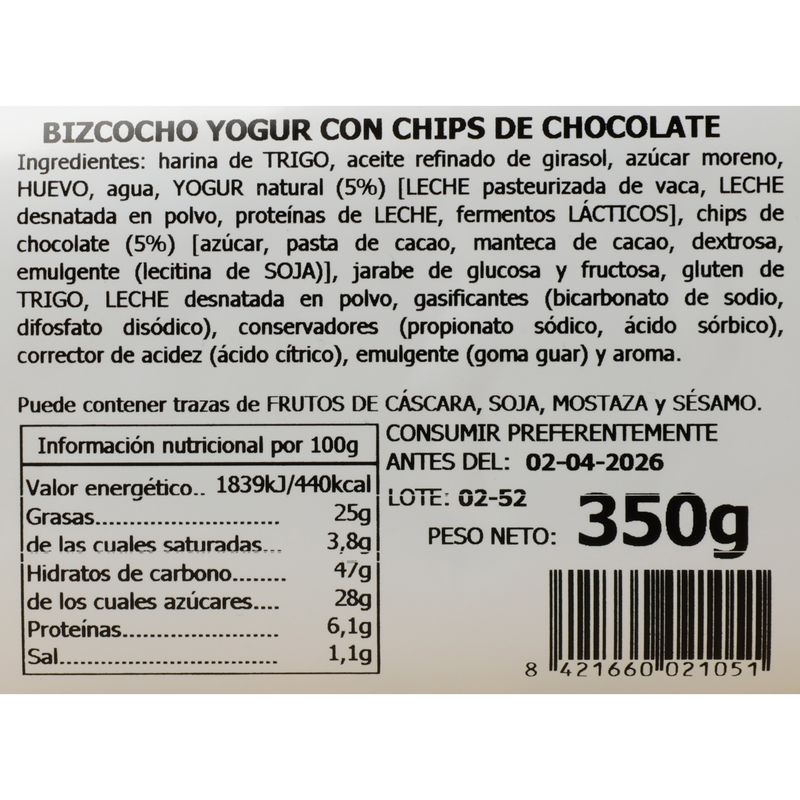 BIZCOCHO YOGUR CON CHIPS DE CHOCOLATE
Ingredientes: harina de TRIGO, aceite refinado de girasol, azúcar moreno,
HUEVO, agua, YOGUR natural (5%) [LECHE pasteurizada de vaca, LECHE
desnatada en polvo, proteínas de LECHE, fermentos LÁCTICOS], chips de
chocolate (5%) [azúcar, pasta de cacao, manteca de cacao, dextrosa,
emulgente (lecitina de SOJA)], jarabe de glucosa y fructosa, gluten de
TRIGO, LECHE desnatada en polvo, gasificantes (bicarbonato de sodio,
difosfato disódico), conservadores (propionato sódico, ácido sórbico),
corrector de acidez (ácido cítrico), emulgente (goma guar) y aroma.
Puede contener trazas de FRUTOS DE CÁSCARA, SOJA, MOSTAZA y SÉSAMO.
Información nutricional por 100g
Valor energético.. 1839kJ/440kcal
Grasas............................ 25g
de las cuales saturadas... 3,8g
Hidratos de carbono....... 47g
de los cuales azúcares.... 28g
Proteínas........................ 6,1g
Sal................................. 1,1g
CONSUMIR PREFERENTEMENTE
ANTES DEL: 02-04-2026
LOTE: 02-52
PESO NETO: 350g
8 421660 021051